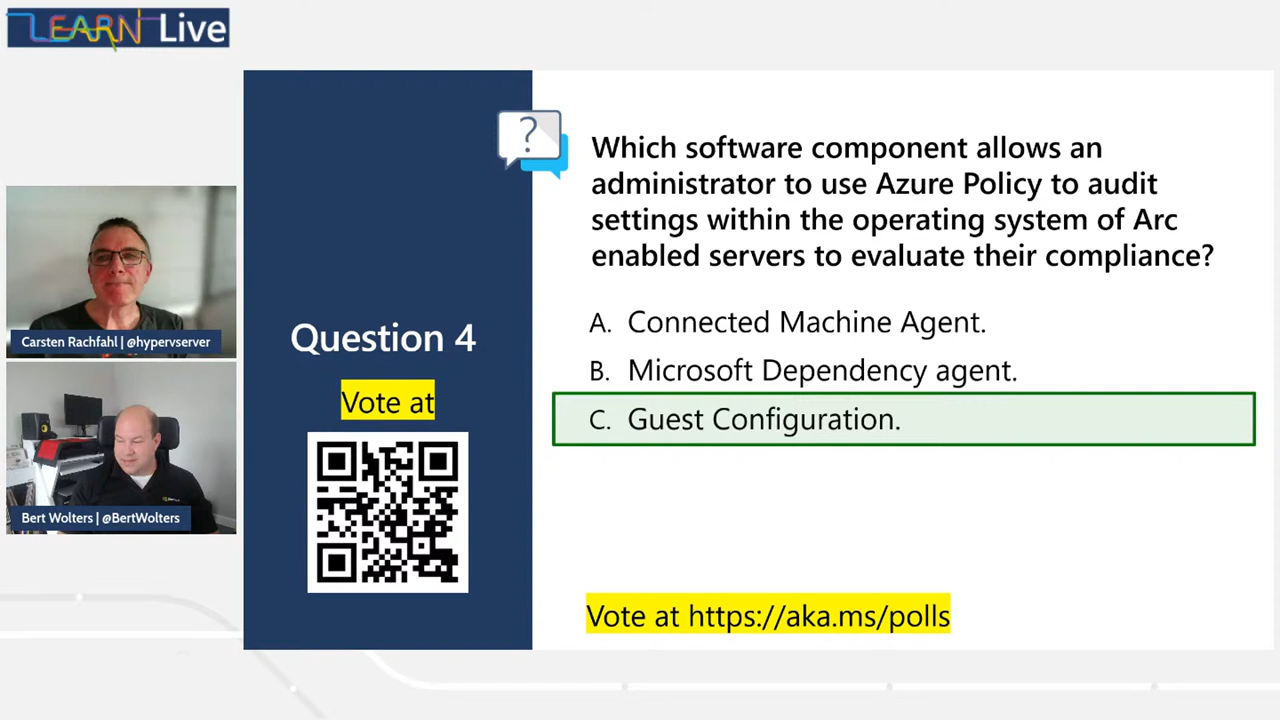 LEARN Live
Question 4
Vote at
?
Which software component allows an
administrator to use Azure Policy to audit
settings within the operating system of Arc
enabled servers to evaluate their compliance?
A. Connected Machine Agent.
B. Microsoft Dependency agent.
C. Guest Configuration.
Vote at https://aka.ms/polls
Carsten Rachfahl | @hypervserver
Bert Wolters | @BertWolters